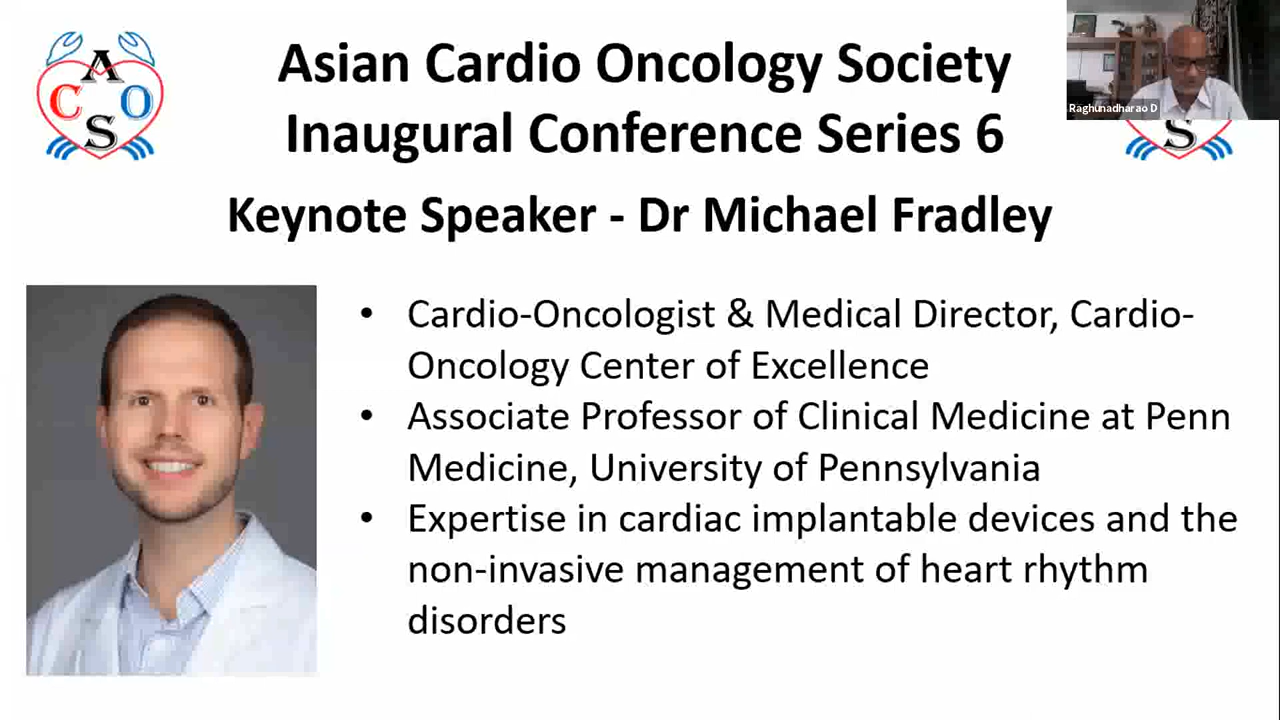 A
C O
S
Asian Cardio Oncology Society
Inaugural Conference Series 6
Raghunadharao D
S
Keynote Speaker - Dr Michael Fradley
• Cardio-Oncologist & Medical Director, Cardio-
Oncology Center of Excellence
• Associate Professor of Clinical Medicine at Penn
Medicine, University of Pennsylvania
• Expertise in cardiac implantable devices and the
non-invasive management of heart rhythm
disorders